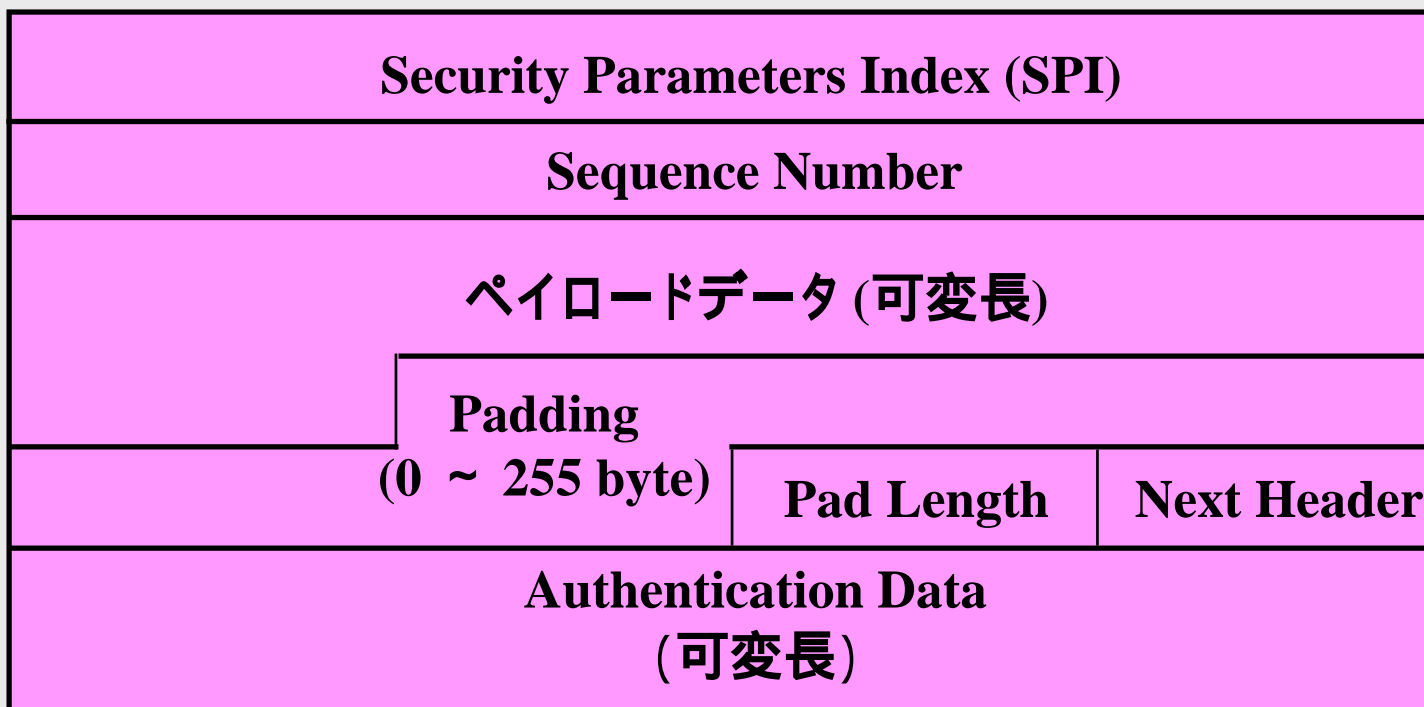 Security Parameters Index (SPI)
Sequence Number
ペイロードデータ (可変長)
Padding
(0 ~ 255 byte)
Pad Length
Next Header
Authentication Data
(可変長)